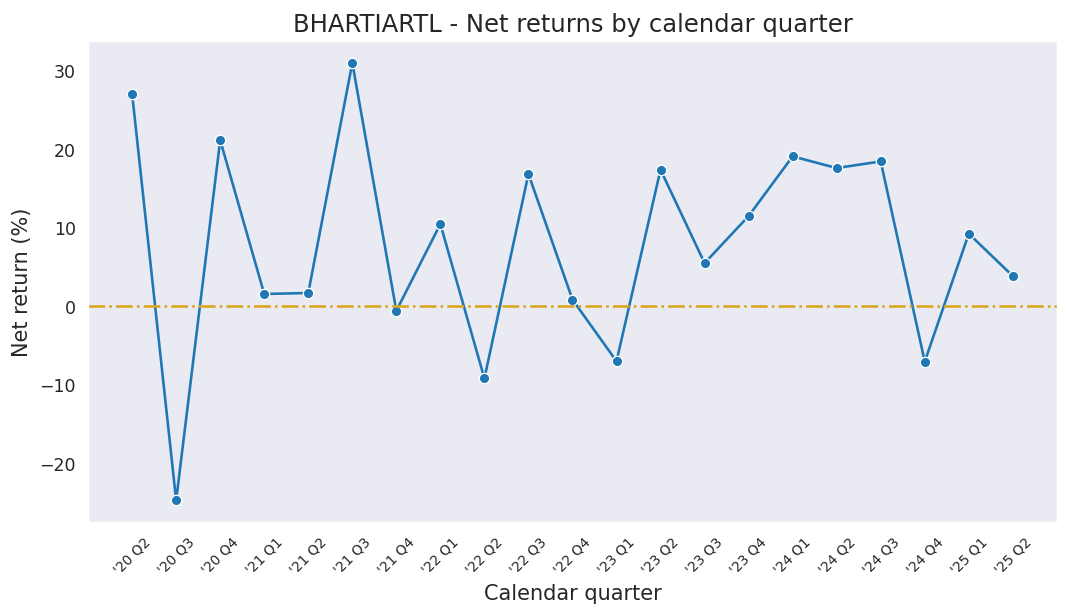 BHARTIARTL - Net returns by calendar quarter
Net return (%)
30
20
10
0
−10
−20
'20 Q2
'20 Q3
'20 Q4
'21 Q1
'21 Q2
'21 Q3
'21 Q4
'22 Q1
'22 Q2
'22 Q3
'22 Q4
'23 Q1
'23 Q2
'23 Q3
'23 Q4
'24 Q1
'24 Q2
'24 Q3
'24 Q4
'25 Q1
'25 Q2
Calendar quarter